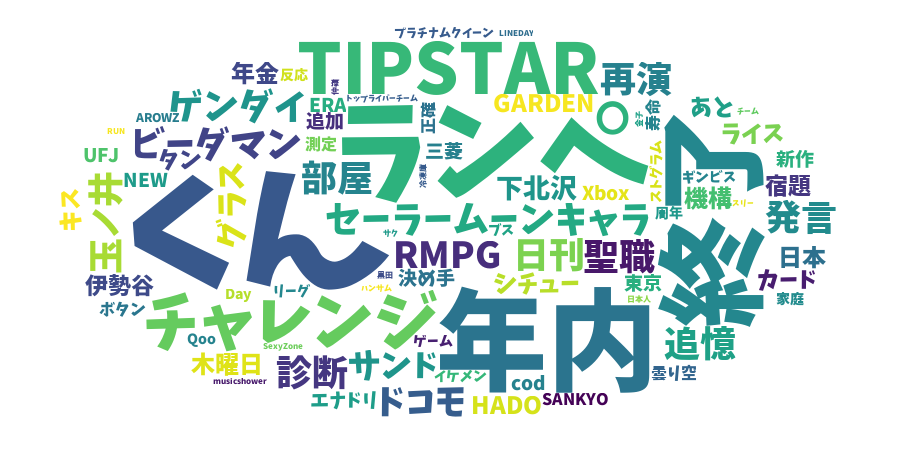 プラチナムクイーン
LINEDAY
TIPSTAR
再演
年金
反応
トップライバーチーム
ゲンダイ
ERA
GARDEN
あと
チーム
AROWZ
追加
正確
寿命
金子
RUN
ビーダマン
タン
ランペ
ア
ライス
UFJ
測定
三菱
ストグラム
新作
NEW
部屋
下北沢
Xbox
ギンビス
機構
スリー
宿題
キス
玉ノ井
グラス
くん
セーラームーンキャラ
周年
発言
サク
ブス
RMPG
日刊
聖職
終
日本
伊勢谷
黒田
決め手
シチュー
東京
カード
ハンサム
日本人
家庭
ボタン
Day
リーグ
チャレンジ
年内
Qoo
SexyZone
ゲーム
追憶
木曜日
診断
サンド
イケメン
cod
曇り空
musicshower
エナドリ
ドコモ
HADO
SANKYO